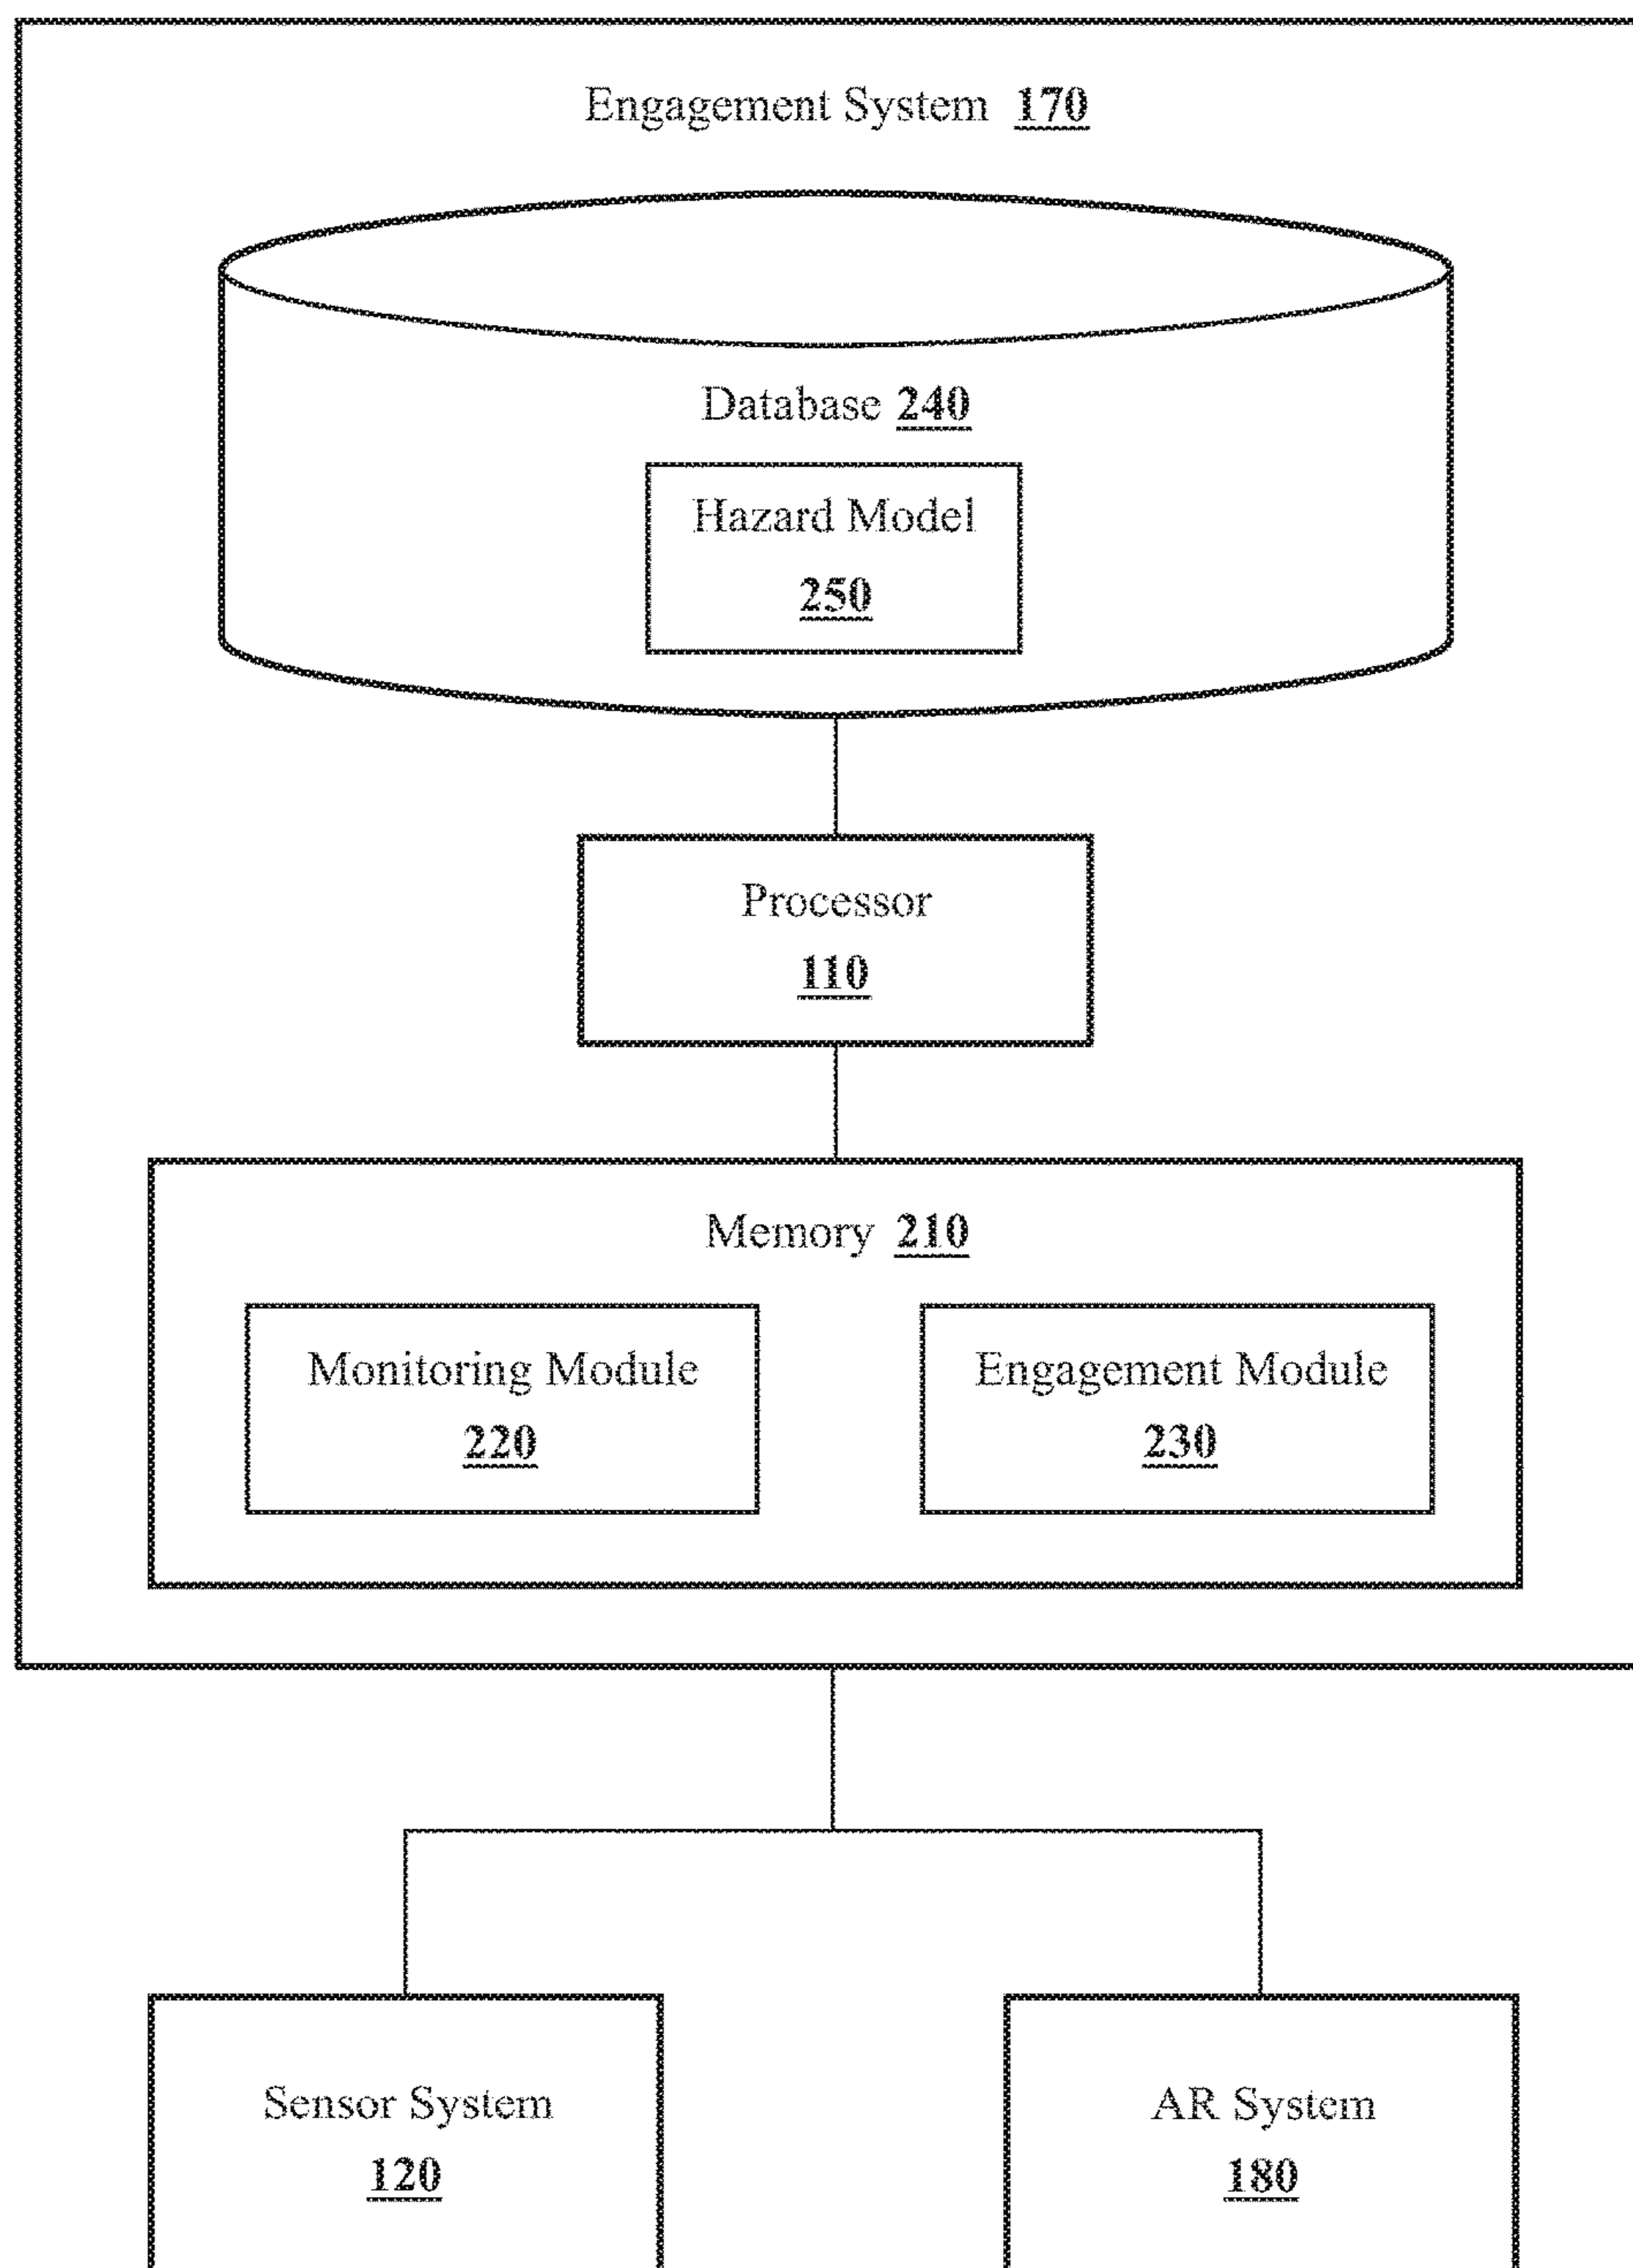 Engagement System 170
Database 240
Hazard Model
250
Processor
110
Memory 210
Monitoring Module
220
Engagement Module
230
Sensor System
120
AR System
180